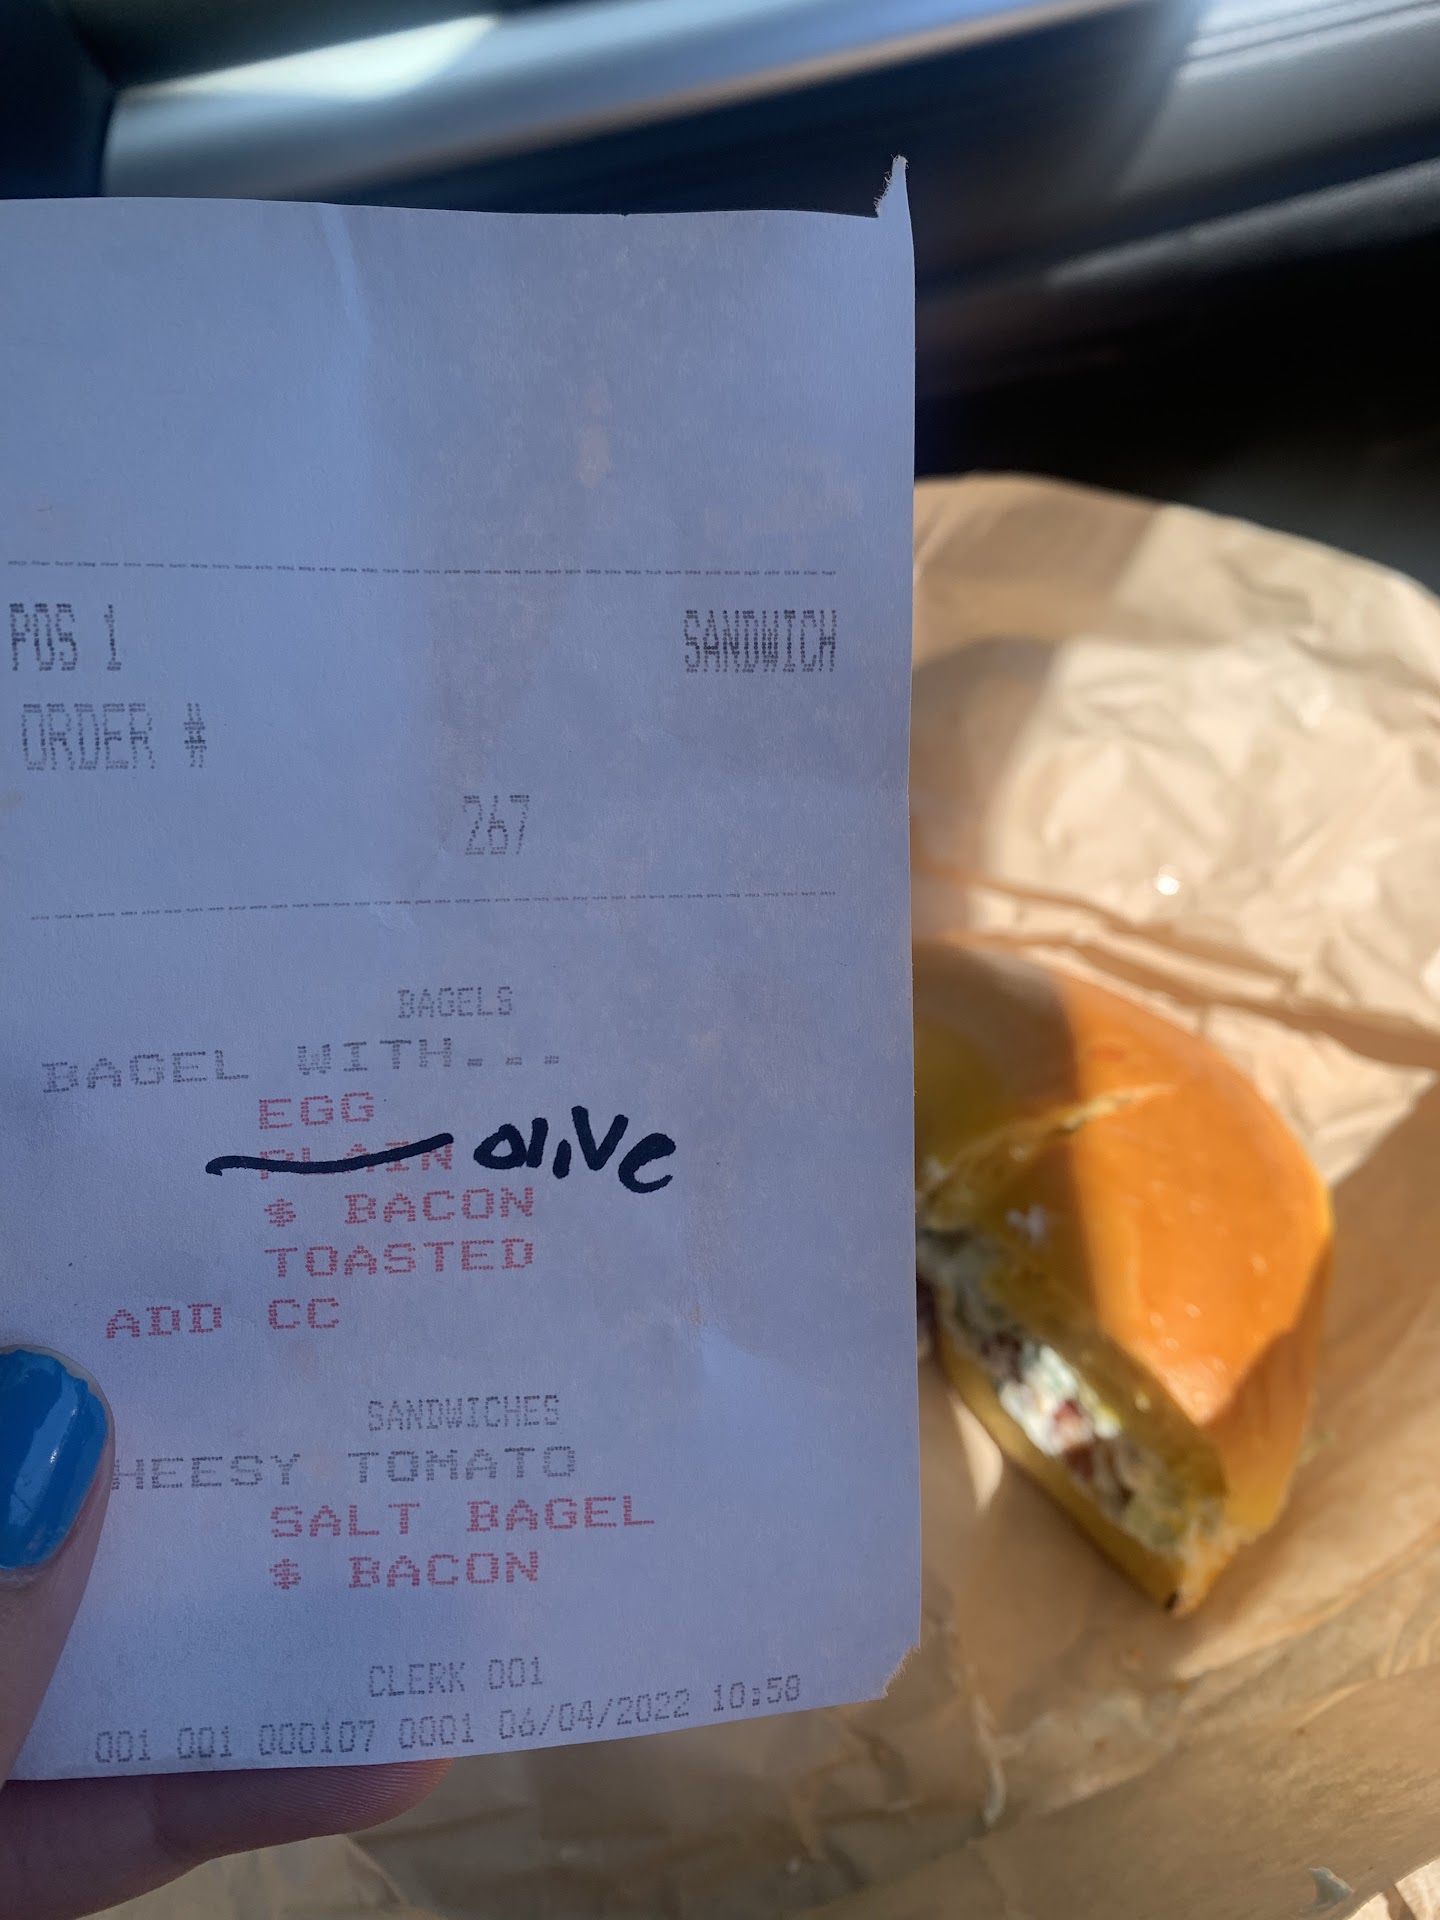 POS 1 SANDWICH
ORDER #
267
BAGELS
BAGEL WITH...
EGG
PLAIN olive
* BACON
TOASTED
ADD CC
SANDWICHES
HEESY TOMATO
SALT BAGEL
* BACON
CLERK 001
001 001 000107 0001 06/04/2022 10:58